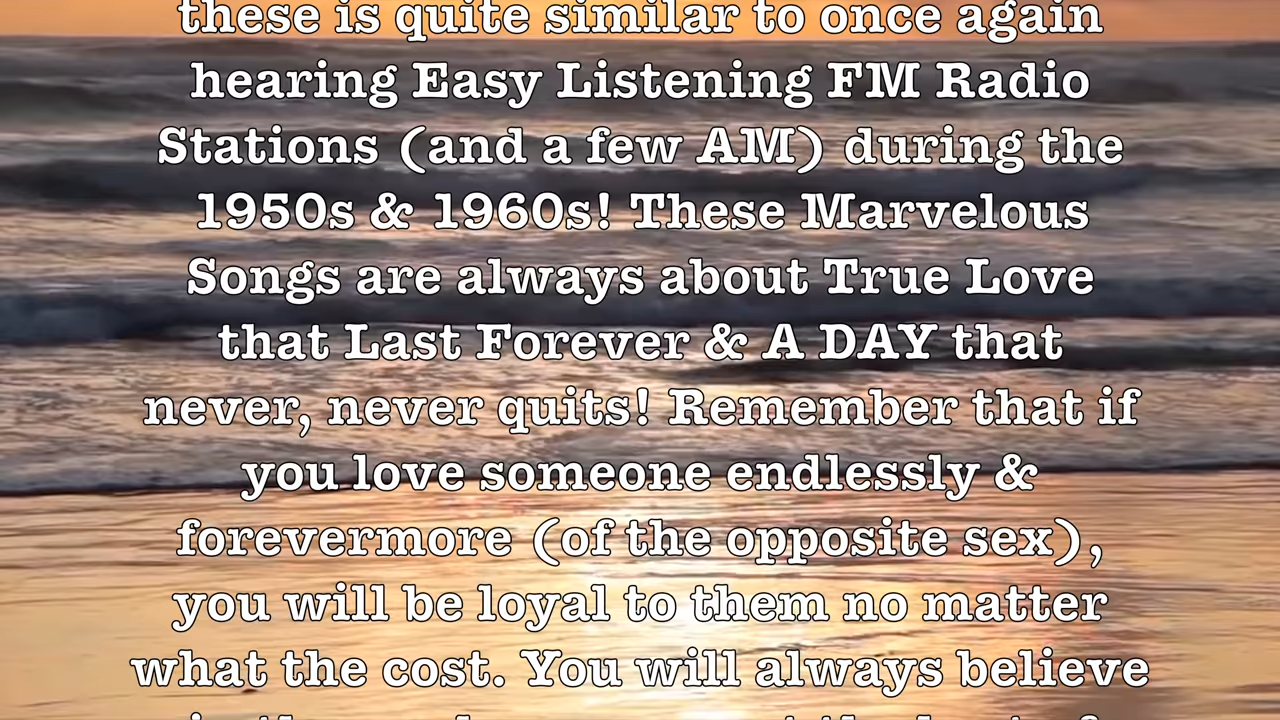 these is quite similar to once again
hearing Easy Listening FM Radio
Stations (and a few AM) during the
1950s & 1960s! These Marvelous
Songs are always about True Love
that Last Forever & A DAY that
never, never quits! Remember that if
you love someone endlessly &
forevermore (of the opposite sex),
you will be loyal to them no matter
what the cost. You will always believe